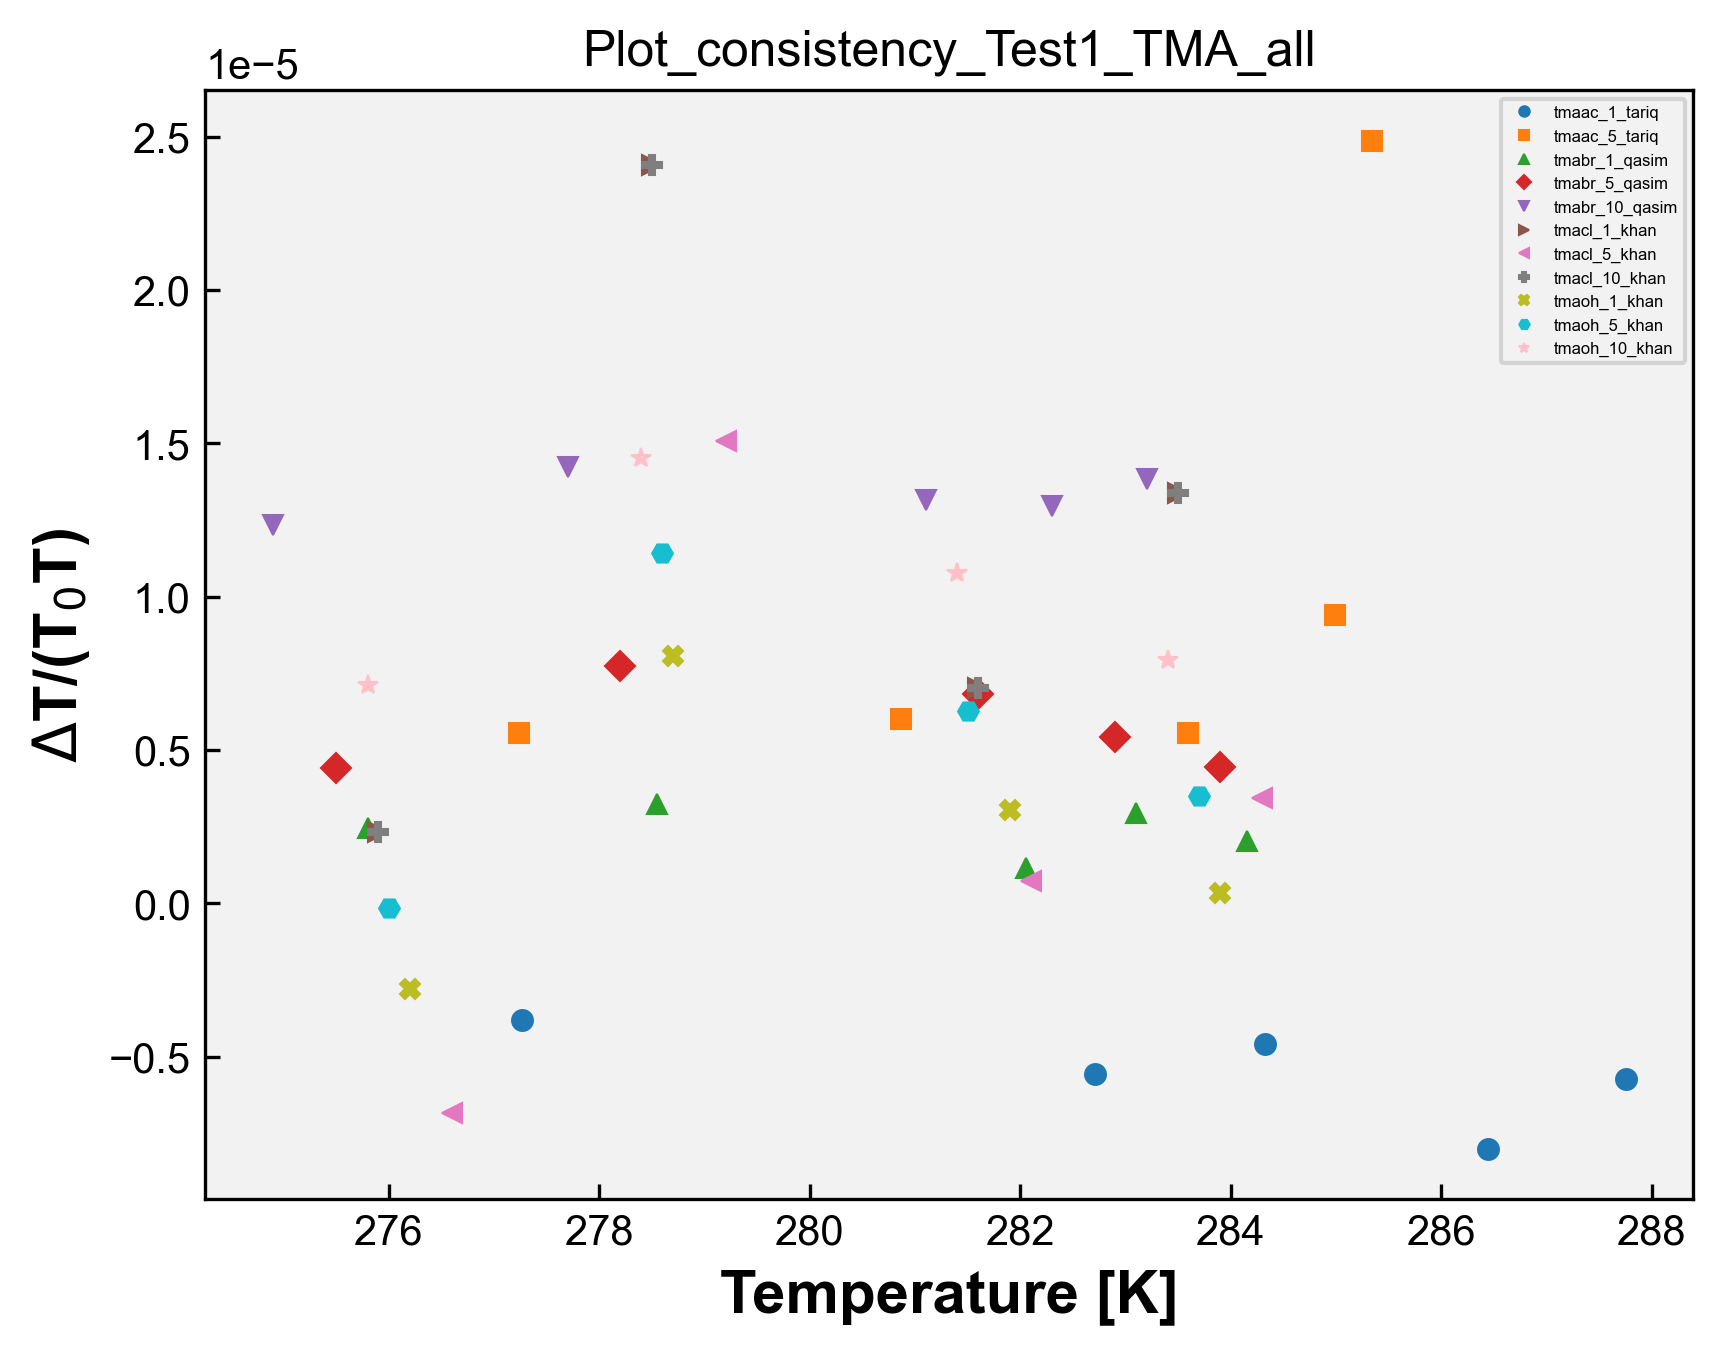 Plot_consistency_Test1_TMA_all
1e−5
2.5
2.0
1.5
1.0
0.5
0.0
−0.5
ΔT/(T₀T)
276 278 280 282 284 286 288
Temperature [K]
tmaac_1_tariq
tmaac_5_tariq
tmabr_1_qasim
tmabr_5_qasim
tmabr_10_qasim
tmacl_1_khan
tmacl_5_khan
tmacl_10_khan
tmaoh_1_khan
tmaoh_5_khan
tmaoh_10_khan